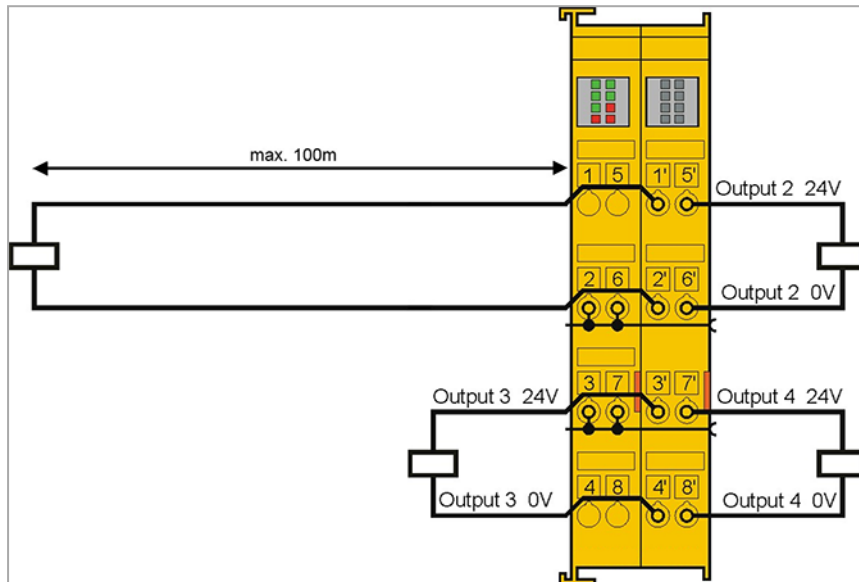 max. 100m
1 5 1' 5'
Output 2 24V
2 6 2' 6'
Output 2 0V
3 7 3' 7'
Output 3 24V
Output 4 24V
4 8 4' 8'
Output 3 0V
Output 4 0V